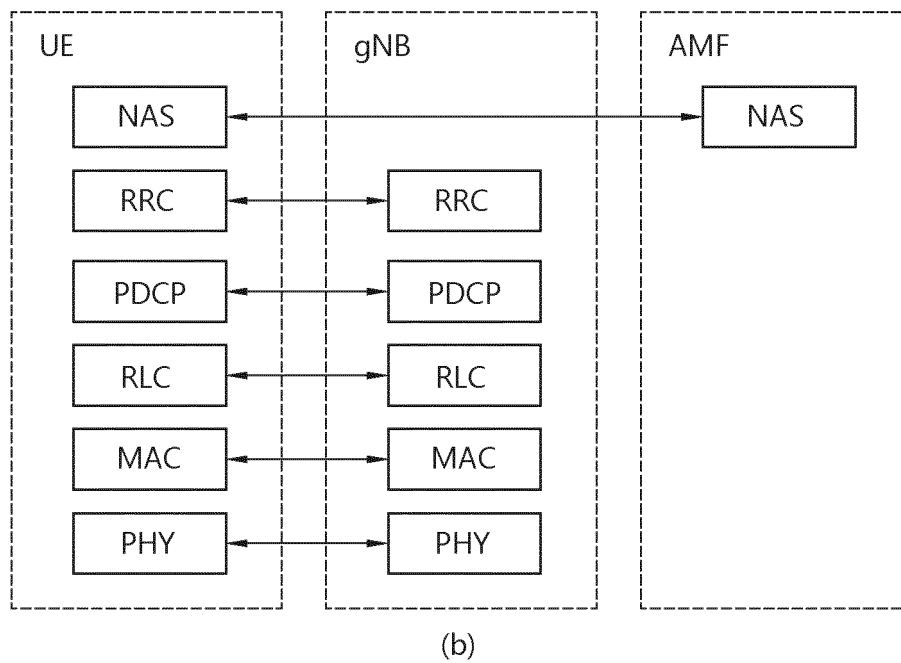 UE gNB AMF
NAS NAS
RRC RRC
PDCP PDCP
RLC RLC
MAC MAC
PHY PHY
(b)